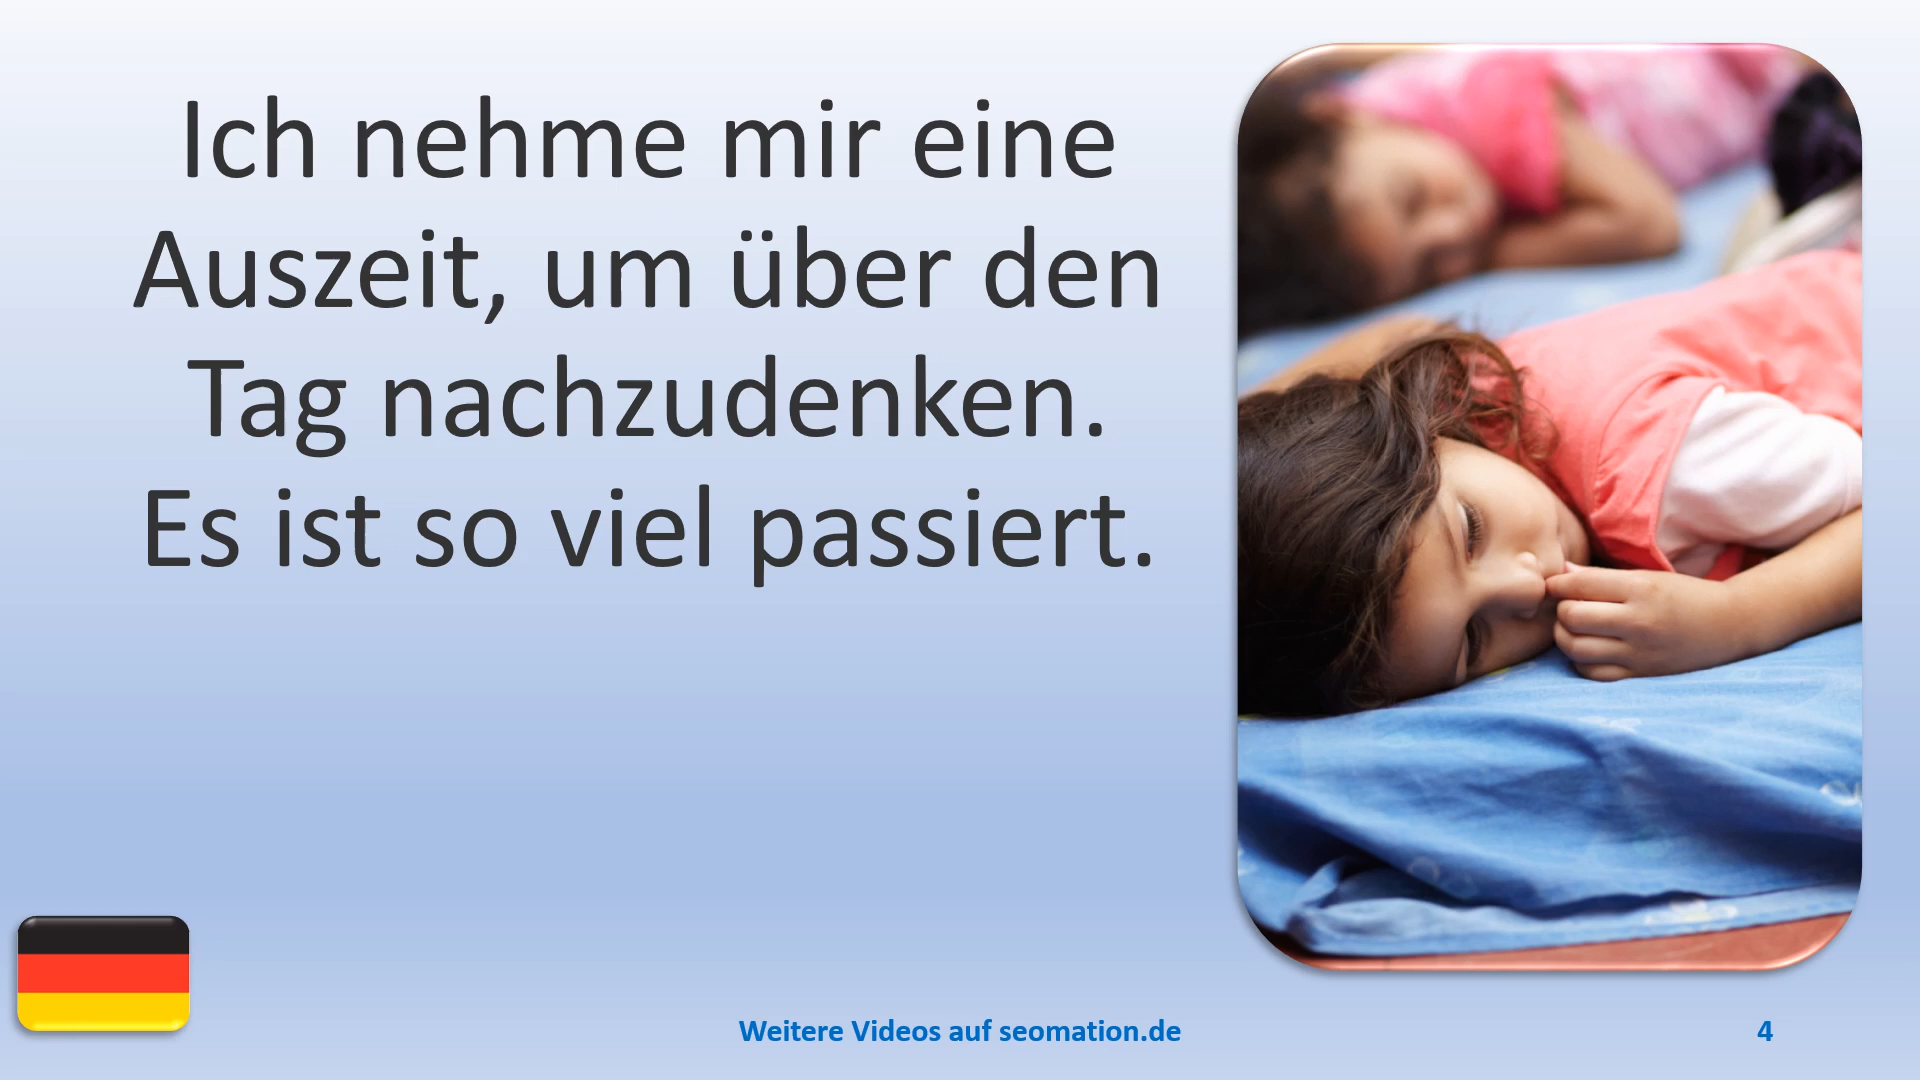 Ich nehme mir eine
Auszeit, um über den
Tag nachzudenken.
Es ist so viel passiert.
Weitere Videos auf seomation.de
4